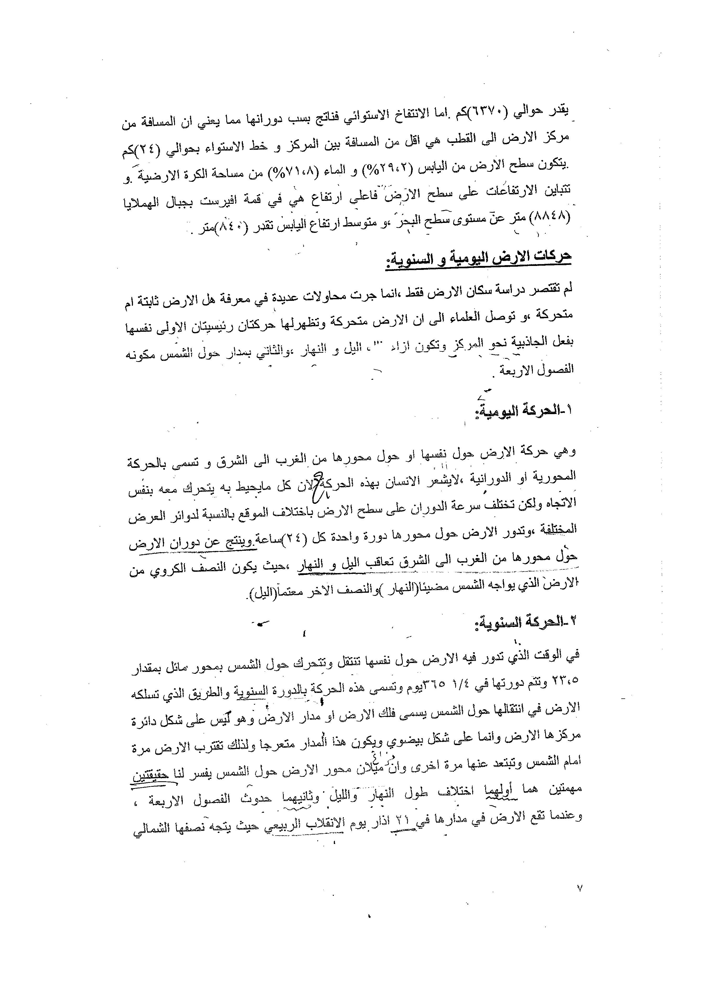 يقدر حوالي (٦٣٧٠)كم .اما الانتفاخ الاستوائي فناتج بسب دورانها مما يعني ان المسافة من
مركز الارض الى القطب هي اقل من المسافة بين المركز و خط الاستواء بحوالي (٢٤)كم
.يتكون سطح الارض من اليابس (٢٩،٢%) و الماء (٧١،٨%) من مساحة الكرة الارضية .و
تتباين الارتفاعات على سطح الارض فاعلي ارتفاع هي في قمة افيرست بجبال الهملايا
(٨٨٤٨) متر عن مستوى سطح البحر ،و متوسط ارتفاع اليابس تقدر (٨٤٠)متر .
حركات الارض اليومية و السنوية:
لم تقتصر دراسة سكان الارض فقط ،انما جرت محاولات عديدة في معرفة هل الارض ثابتة ام
متحركة ،و توصل العلماء الى ان الارض متحركة وتظهرلها حركتان رئيسيتان الاولى نفسها
بفعل الجاذبية نحو المركز وتكون ازاء ، اليل و النهار ،والثاني بمدار حول الشمس مكونه
الفصول الاربعة .
١-الحركة اليومية:
وهي حركة الارض حول نفسها او حول محورها من الغرب الى الشرق و تسمى بالحركة
المحورية او الدورانية ،لايشعر الانسان بهذه الحركة لان كل مايحيط به يتحرك معه بنفس
الاتجاه ولكن تختلف سرعة الدوران على سطح الارض باختلاف الموقع بالنسبة لدوائر العرض
المختلفة ،وتدور الارض حول محورها دورة واحدة كل (٢٤)ساعة.وينتج عن دوران الارض
حول محورها من الغرب الى الشرق تعاقب اليل و النهار ،حيث يكون النصف الكروي من
الارض الذي يواجه الشمس مضيئا(النهار )والنصف الاخر معتما(اليل).
٢-الحركة السنوية:
في الوقت الذي تدور فيه الارض حول نفسها تنتقل وتتحرك حول الشمس بمحور مائل بمقدار
٢٣،٥ وتتم دورتها في ١/٤ ٣٦٥يوم وتسمى هذه الحركة بالدورة السنوية والطريق الذي تسلكه
الارض في انتقالها حول الشمس يسمى فلك الارض او مدار الارض وهو ليس على شكل دائرة
مركزها الارض وانما على شكل بيضوي ويكون هذا المدار متعرجا ولذلك تقترب الارض مرة
امام الشمس وتبتعد عنها مرة اخرى وان ميلان محور الارض حول الشمس يفسر لنا حقيقتين
مهمتين هما أولهما اختلاف طول النهار والليل وثانيهما حدوث الفصول الاربعة ،
وعندما تقع الارض في مدارها في ٢١ اذار يوم الانقلاب الربيعي حيث يتجه نصفها الشمالي
٧